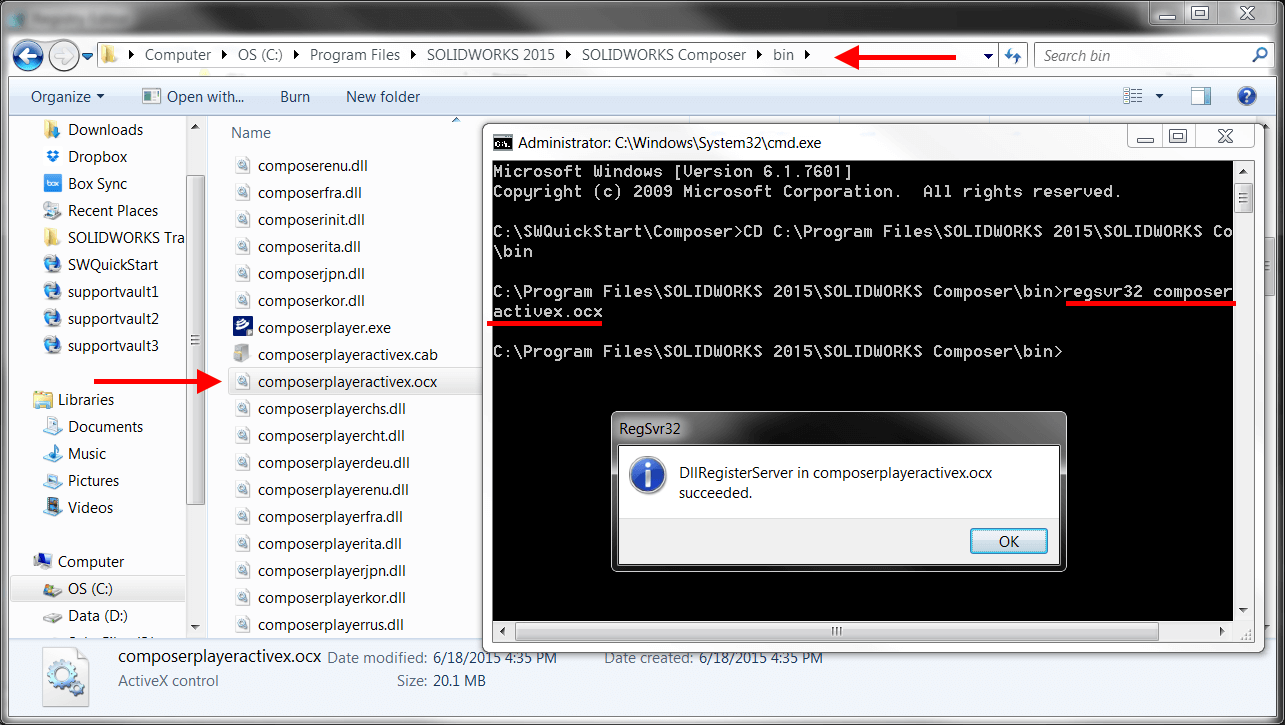 Registry Editor
Computer OS (C:) Program Files SOLIDWORKS 2015 SOLIDWORKS Composer bin
Search bin
Organize Open with... Burn New folder
Downloads
Dropbox
Box Sync
Recent Places
SOLIDWORKS Tra
SWQuickStart
supportvault1
supportvault2
supportvault3
Libraries
Documents
Music
Pictures
Videos
Computer
OS (C:)
Data (D:)
Name
composerenu.dll
composerfra.dll
composerinit.dll
composerita.dll
composerjpn.dll
composerkor.dll
composerplayer.exe
composerplayeractivex.cab
composerplayeractivex.ocx
composerplayerchs.dll
composerplayercht.dll
composerplayerdeu.dll
composerplayerenu.dll
composerplayerfra.dll
composerplayerita.dll
composerplayerjpn.dll
composerplayerkor.dll
composerplayerrus.dll
Administrator: C:\Windows\System32\cmd.exe
Microsoft Windows [Version 6.1.7601]
Copyright (c) 2009 Microsoft Corporation. All rights reserved.
C:\SWQuickStart\Composer>CD C:\Program Files\SOLIDWORKS 2015\SOLIDWORKS Co
\bin
C:\Program Files\SOLIDWORKS 2015\SOLIDWORKS Composer\bin>regsvr32 composer
activex.ocx
C:\Program Files\SOLIDWORKS 2015\SOLIDWORKS Composer\bin>
RegSvr32
DllRegisterServer in composerplayeractivex.ocx
succeeded.
OK
composerplayeractivex.ocx Date modified: 6/18/2015 4:35 PM Date created: 6/18/2015 4:35 PM
ActiveX control Size: 20.1 MB